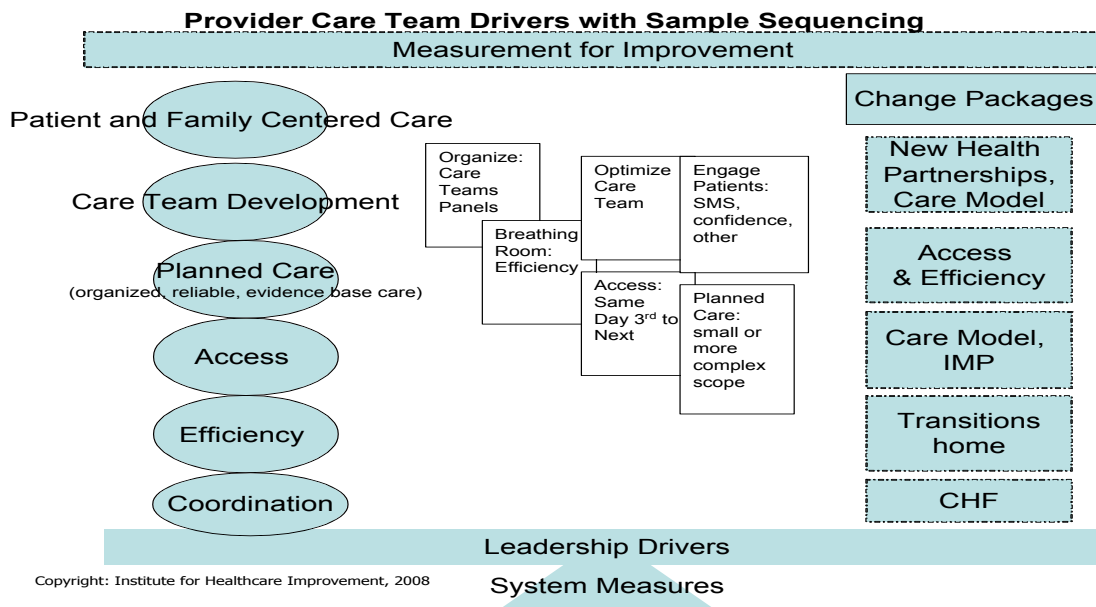 Provider Care Team Drivers with Sample Sequencing
Measurement for Improvement
Patient and Family Centered Care
Care Team Development
Planned Care
(organized, reliable, evidence base care)
Access
Efficiency
Coordination
Organize:
Care
Teams
Panels
Breathing
Room:
Efficiency
Optimize
Care
Team
Access:
Same
Day 3rd to
Next
Engage
Patients:
SMS,
confidence,
other
Planned
Care:
small or
more
complex
scope
Change Packages
New Health
Partnerships,
Care Model
Access
& Efficiency
Care Model,
IMP
Transitions
home
CHF
Leadership Drivers
System Measures
Copyright: Institute for Healthcare Improvement, 2008